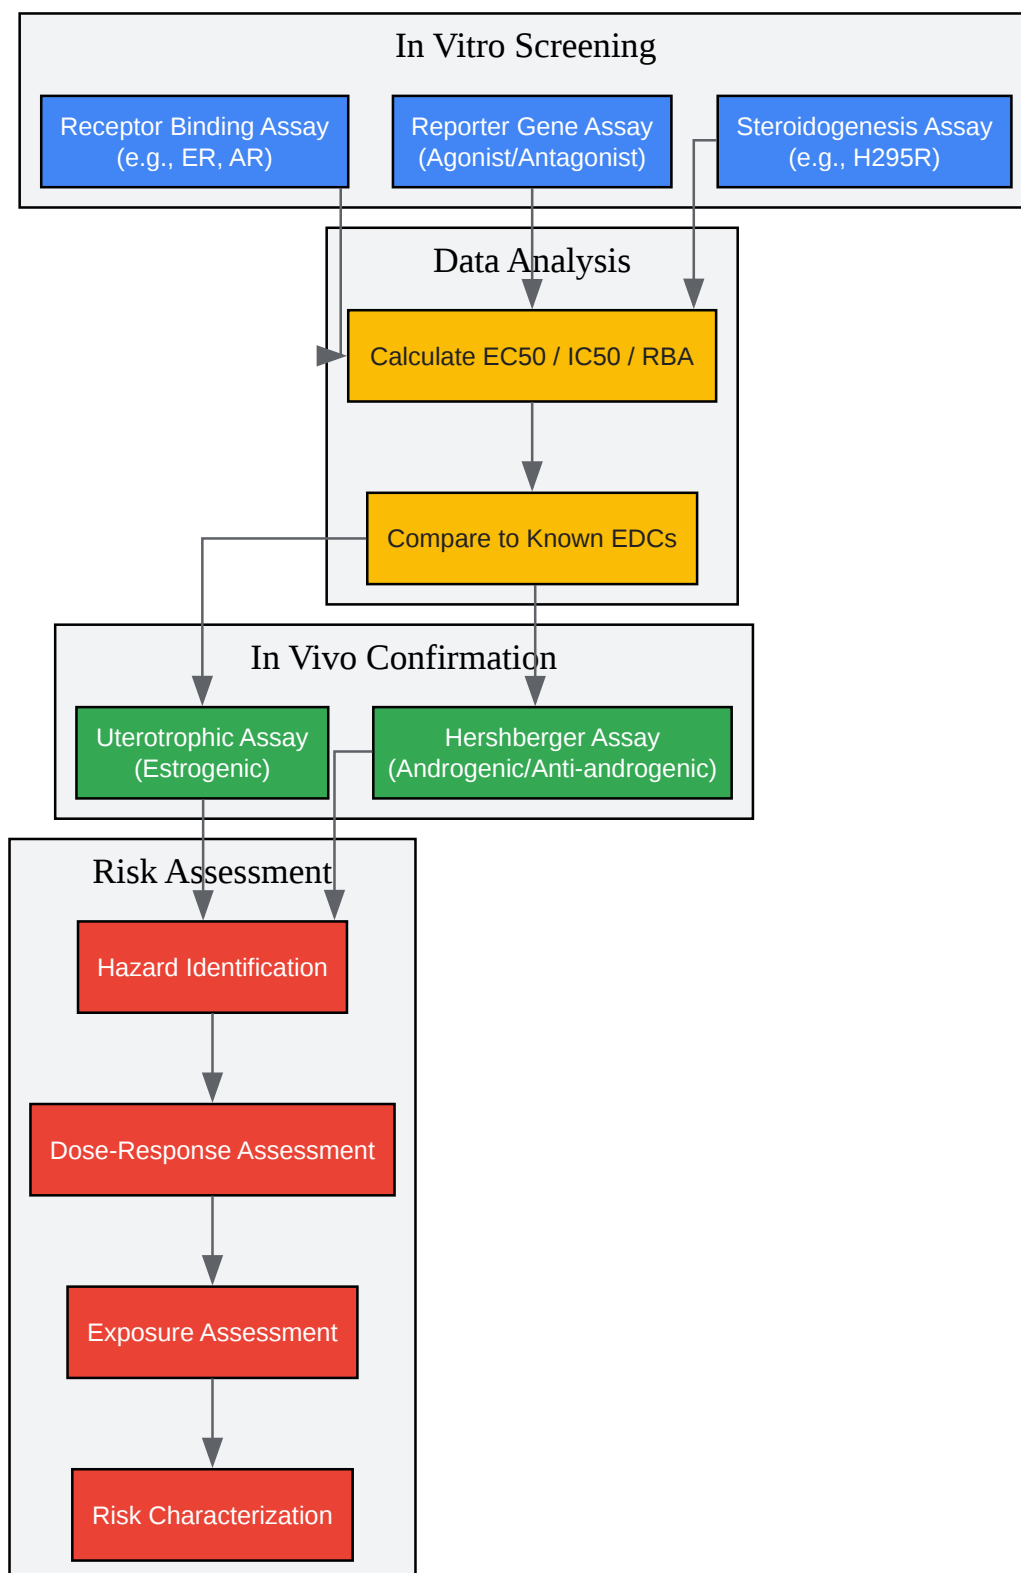 In Vitro Screening
Receptor Binding Assay
(e.g., ER, AR)
Reporter Gene Assay
(Agonist/Antagonist)
Steroidogenesis Assay
(e.g., H295R)
Data Analysis
Calculate EC50 / IC50 / RBA
Compare to Known EDCs
In Vivo Confirmation
Uterotrophic Assay
(Estrogenic)
Hershberger Assay
(Androgenic/Anti-androgenic)
Risk Assessment
Hazard Identification
Dose-Response Assessment
Exposure Assessment
Risk Characterization